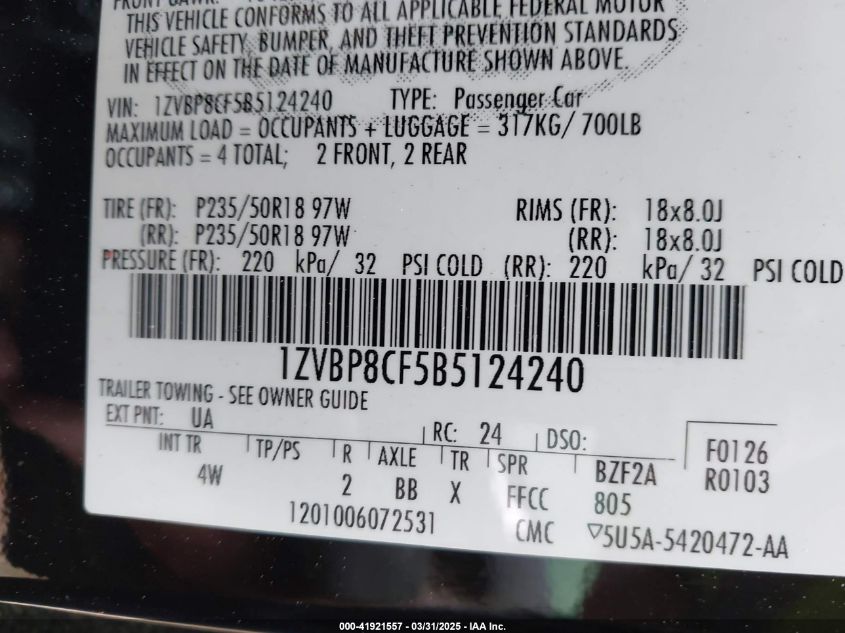 THIS VEHICLE CONFORMS TO ALL APPLICABLE FEDERAL MOTOR
VEHICLE SAFETY, BUMPER, AND THEFT PREVENTION STANDARDS
IN EFFECT ON THE DATE OF MANUFACTURE SHOWN ABOVE.
VIN: 1ZVBP8CF5B5124240 TYPE: Passenger Car
MAXIMUM LOAD = OCCUPANTS + LUGGAGE = 317KG/ 700LB
OCCUPANTS = 4 TOTAL; 2 FRONT, 2 REAR
TIRE (FR): P235/50R18 97W RIMS (FR): 18x8.0J
(RR): P235/50R18 97W (RR): 18x8.0J
PRESSURE (FR): 220 kPa/ 32 PSI COLD (RR): 220 kPa/ 32 PSI COLD
1ZVBP8CF5B5124240
TRAILER TOWING - SEE OWNER GUIDE
EXT PNT: UA RC: 24 DSO: F0126
INT TR TP/PS R AXLE TR SPR BZF2A R0103
4W 2 BB X FFCC 805
1201006072531 CMC ▽5U5A-5420472-AA
000-41921557 - 03/31/2025 - IAA Inc.